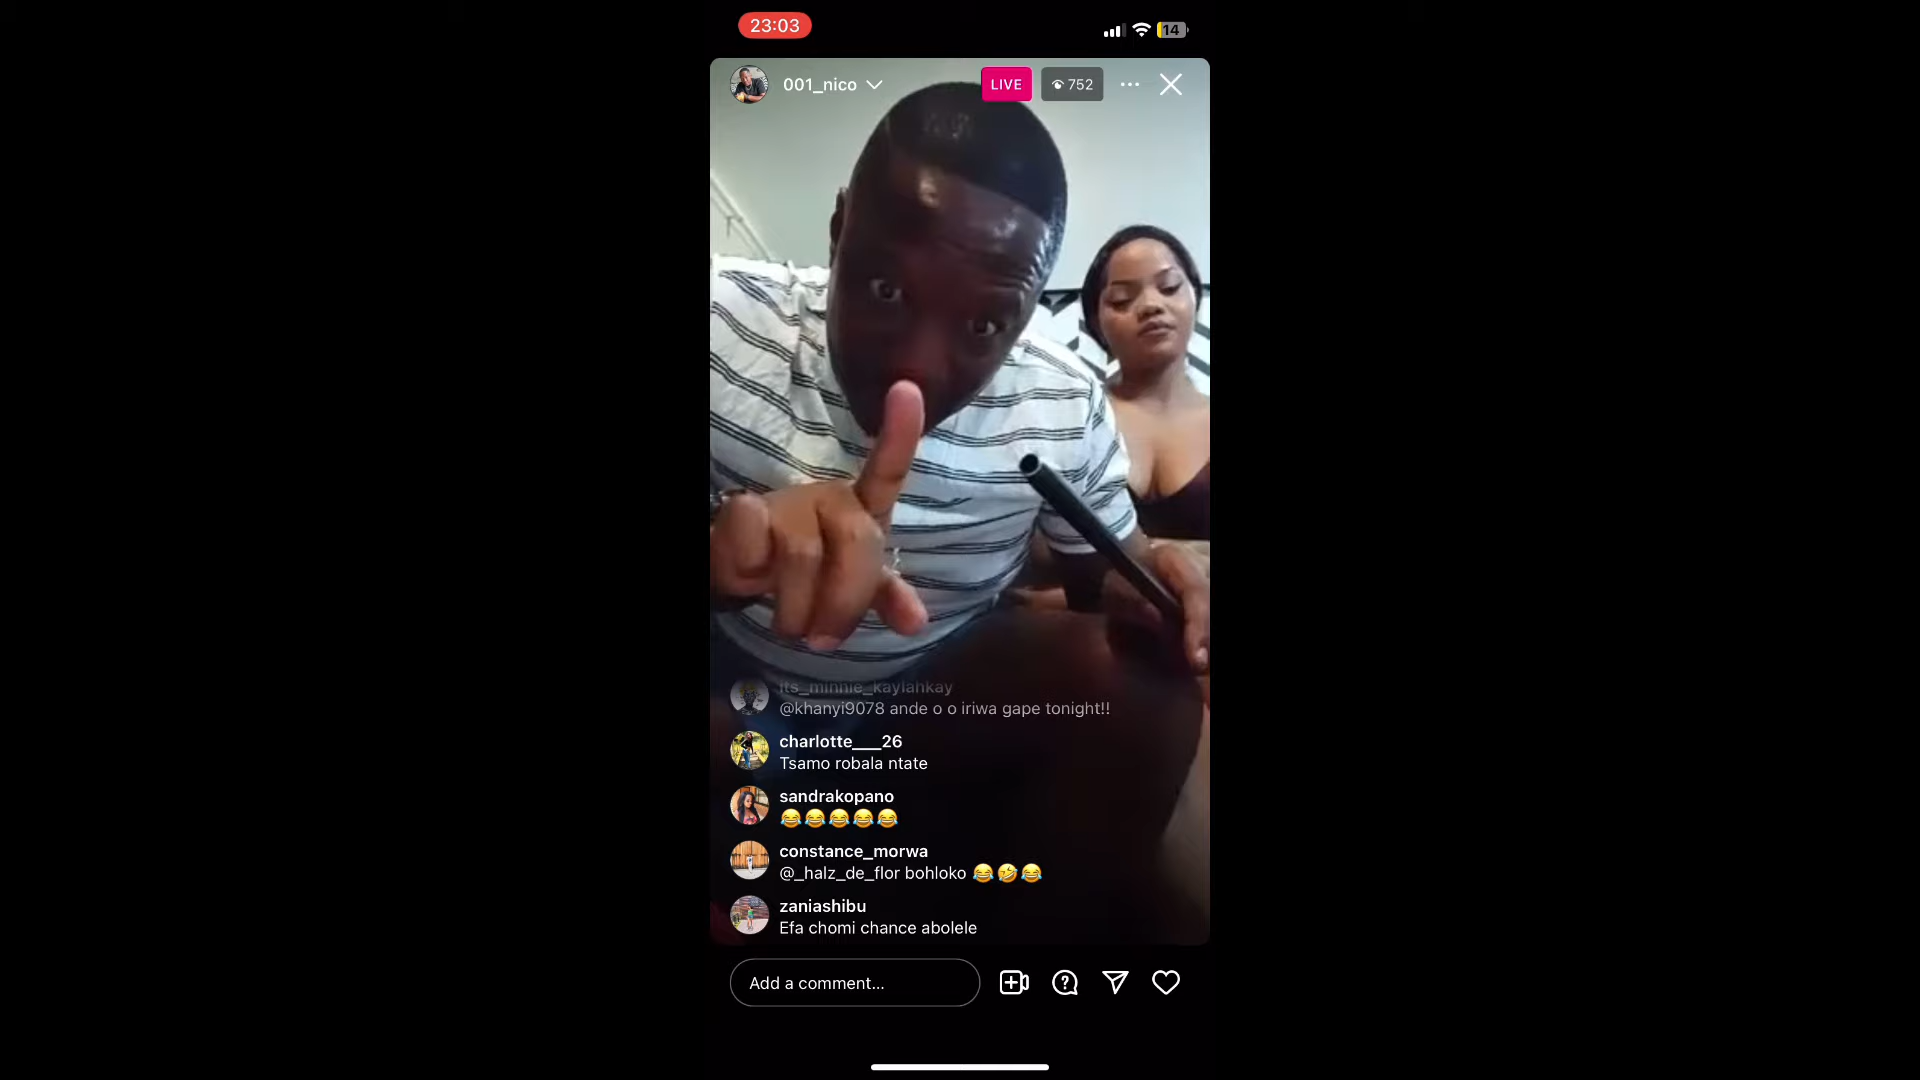 23:03
14
001_nico
LIVE
752
its_minnie_kaylahkay
@khanyi9078 ande o o iriwa gape tonight!!
charlotte___26
Tsamo robala ntate
sandrakopano
😂😂😂😂😂
constance_morwa
@_halz_de_flor bohloko 😂🤣😂
zaniashibu
Efa chomi chance abolele
Add a comment...